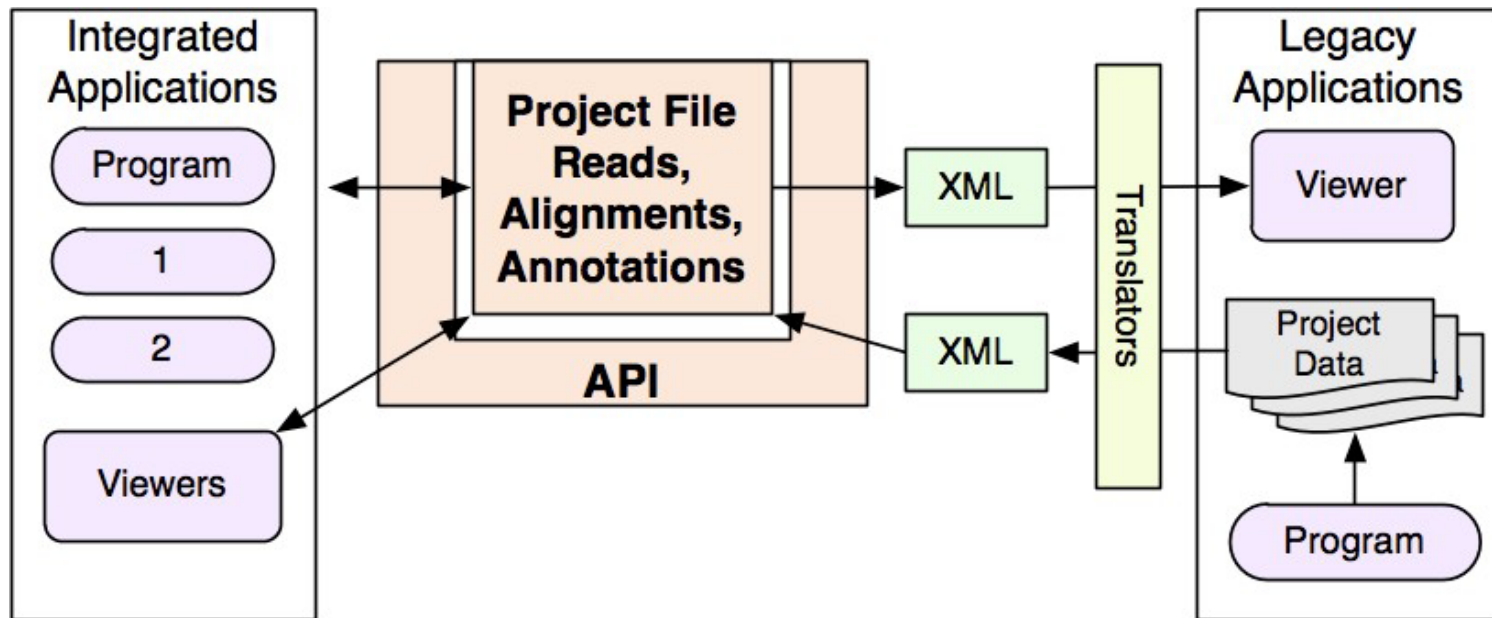 Integrated
Applications
Program
1
2
Viewers
Project File
Reads,
Alignments,
Annotations
API
XML
XML
Translators
Legacy
Applications
Viewer
Project
Data
Program